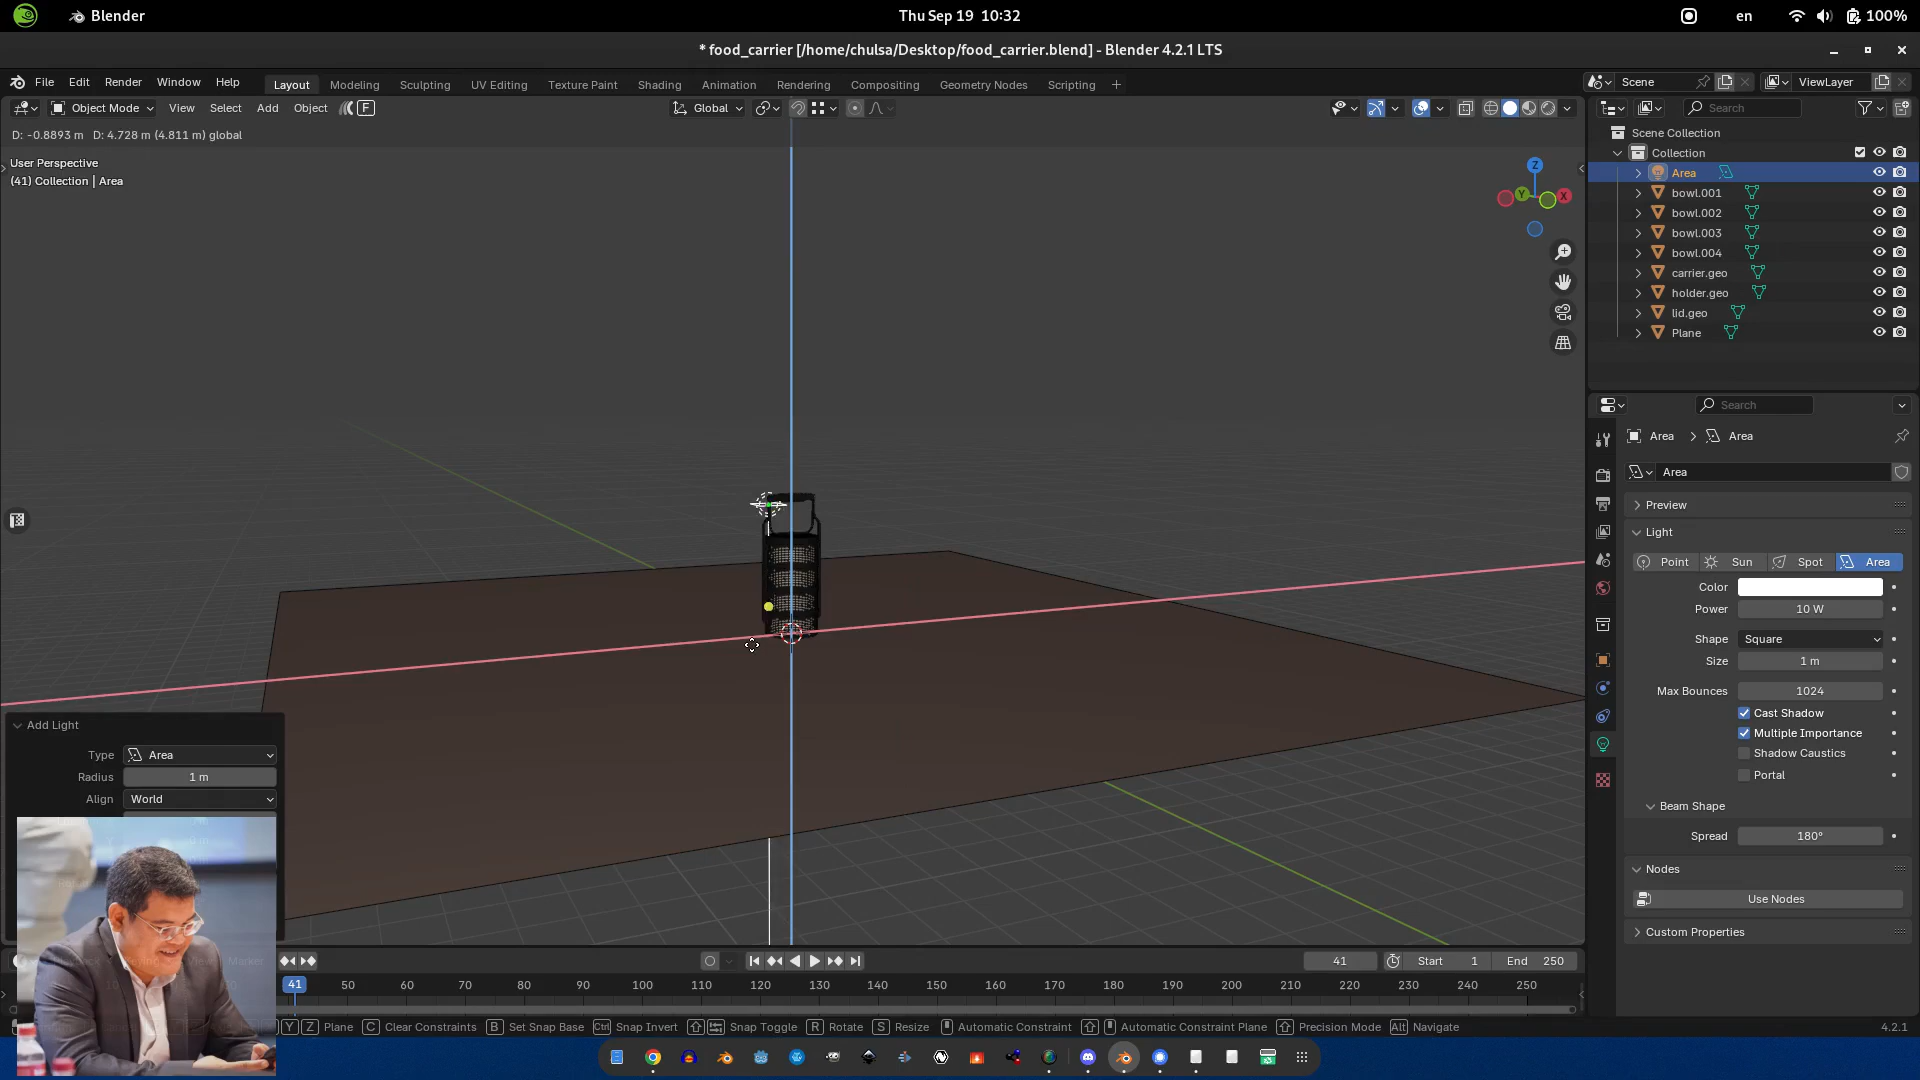 Blender
Thu Sep 19 10:32
en
100%
* food_carrier [/home/chulsa/Desktop/food_carrier.blend] - Blender 4.2.1 LTS
File Edit Render Window Help
Layout Modeling Sculpting UV Editing Texture Paint Shading Animation Rendering Compositing Geometry Nodes Scripting +
Scene
ViewLayer
Object Mode View Select Add Object F
Global
Search
D: -0.8893 m D: 4.728 m (4.811 m) global
User Perspective
(41) Collection | Area
Z
Y
X
Scene Collection
Collection
Area
bowl.001
bowl.002
bowl.003
bowl.004
carrier.geo
holder.geo
lid.geo
Plane
Search
Area > Area
Area
Preview
Light
Point Sun Spot Area
Color
Power 10 W
Shape Square
Size 1 m
Max Bounces 1024
Cast Shadow
Multiple Importance
Shadow Caustics
Portal
Beam Shape
Spread 180°
Nodes
Use Nodes
Custom Properties
Add Light
Type Area
Radius 1 m
Align World
41 Start 1 End 250
41 50 60 70 80 90 100 110 120 130 140 150 160 170 180 190 200 210 220 230 240 250
Y Z Plane C Clear Constraints B Set Snap Base Ctrl Snap Invert Snap Toggle R Rotate S Resize Automatic Constraint Automatic Constraint Plane Precision Mode Alt Navigate
4.2.1